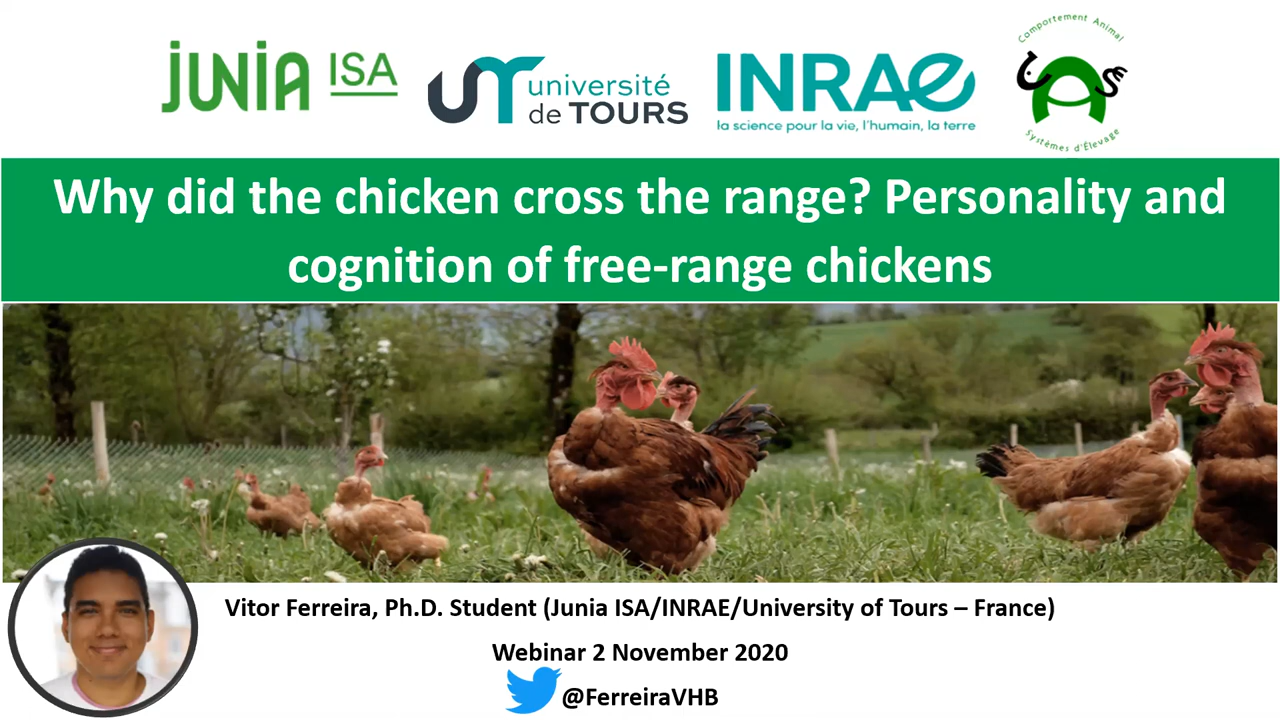 JUNIA ISA
université
de TOURS
INRAE
la science pour la vie, l'humain, la terre
Comportement Animal
Systèmes d'Élevage
Why did the chicken cross the range? Personality and
cognition of free-range chickens
Vitor Ferreira, Ph.D. Student (Junia ISA/INRAE/University of Tours – France)
Webinar 2 November 2020
@FerreiraVHB